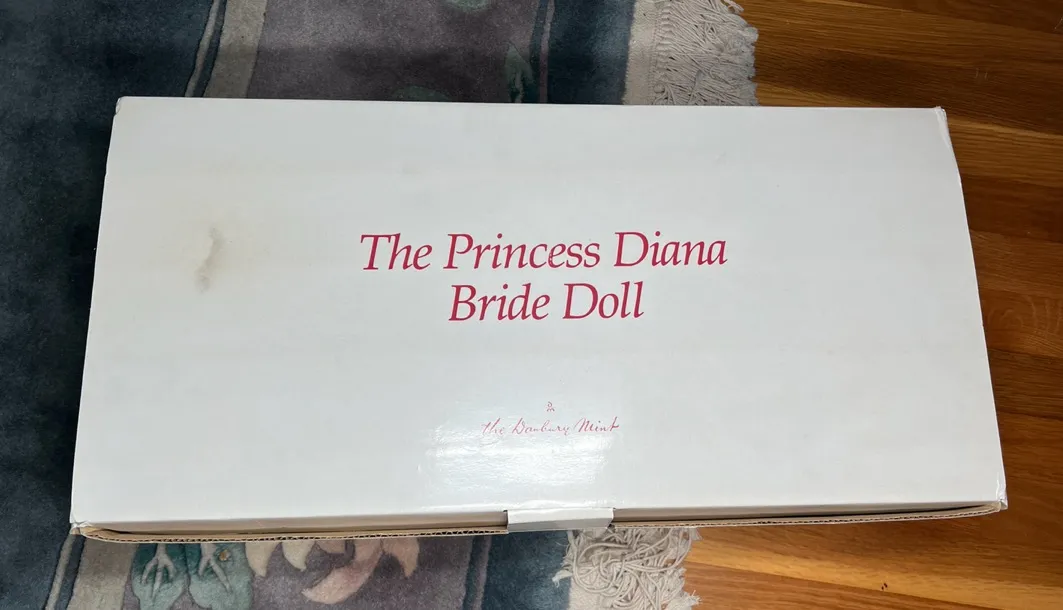 The Princess Diana
Bride Doll
The Danbury Mint